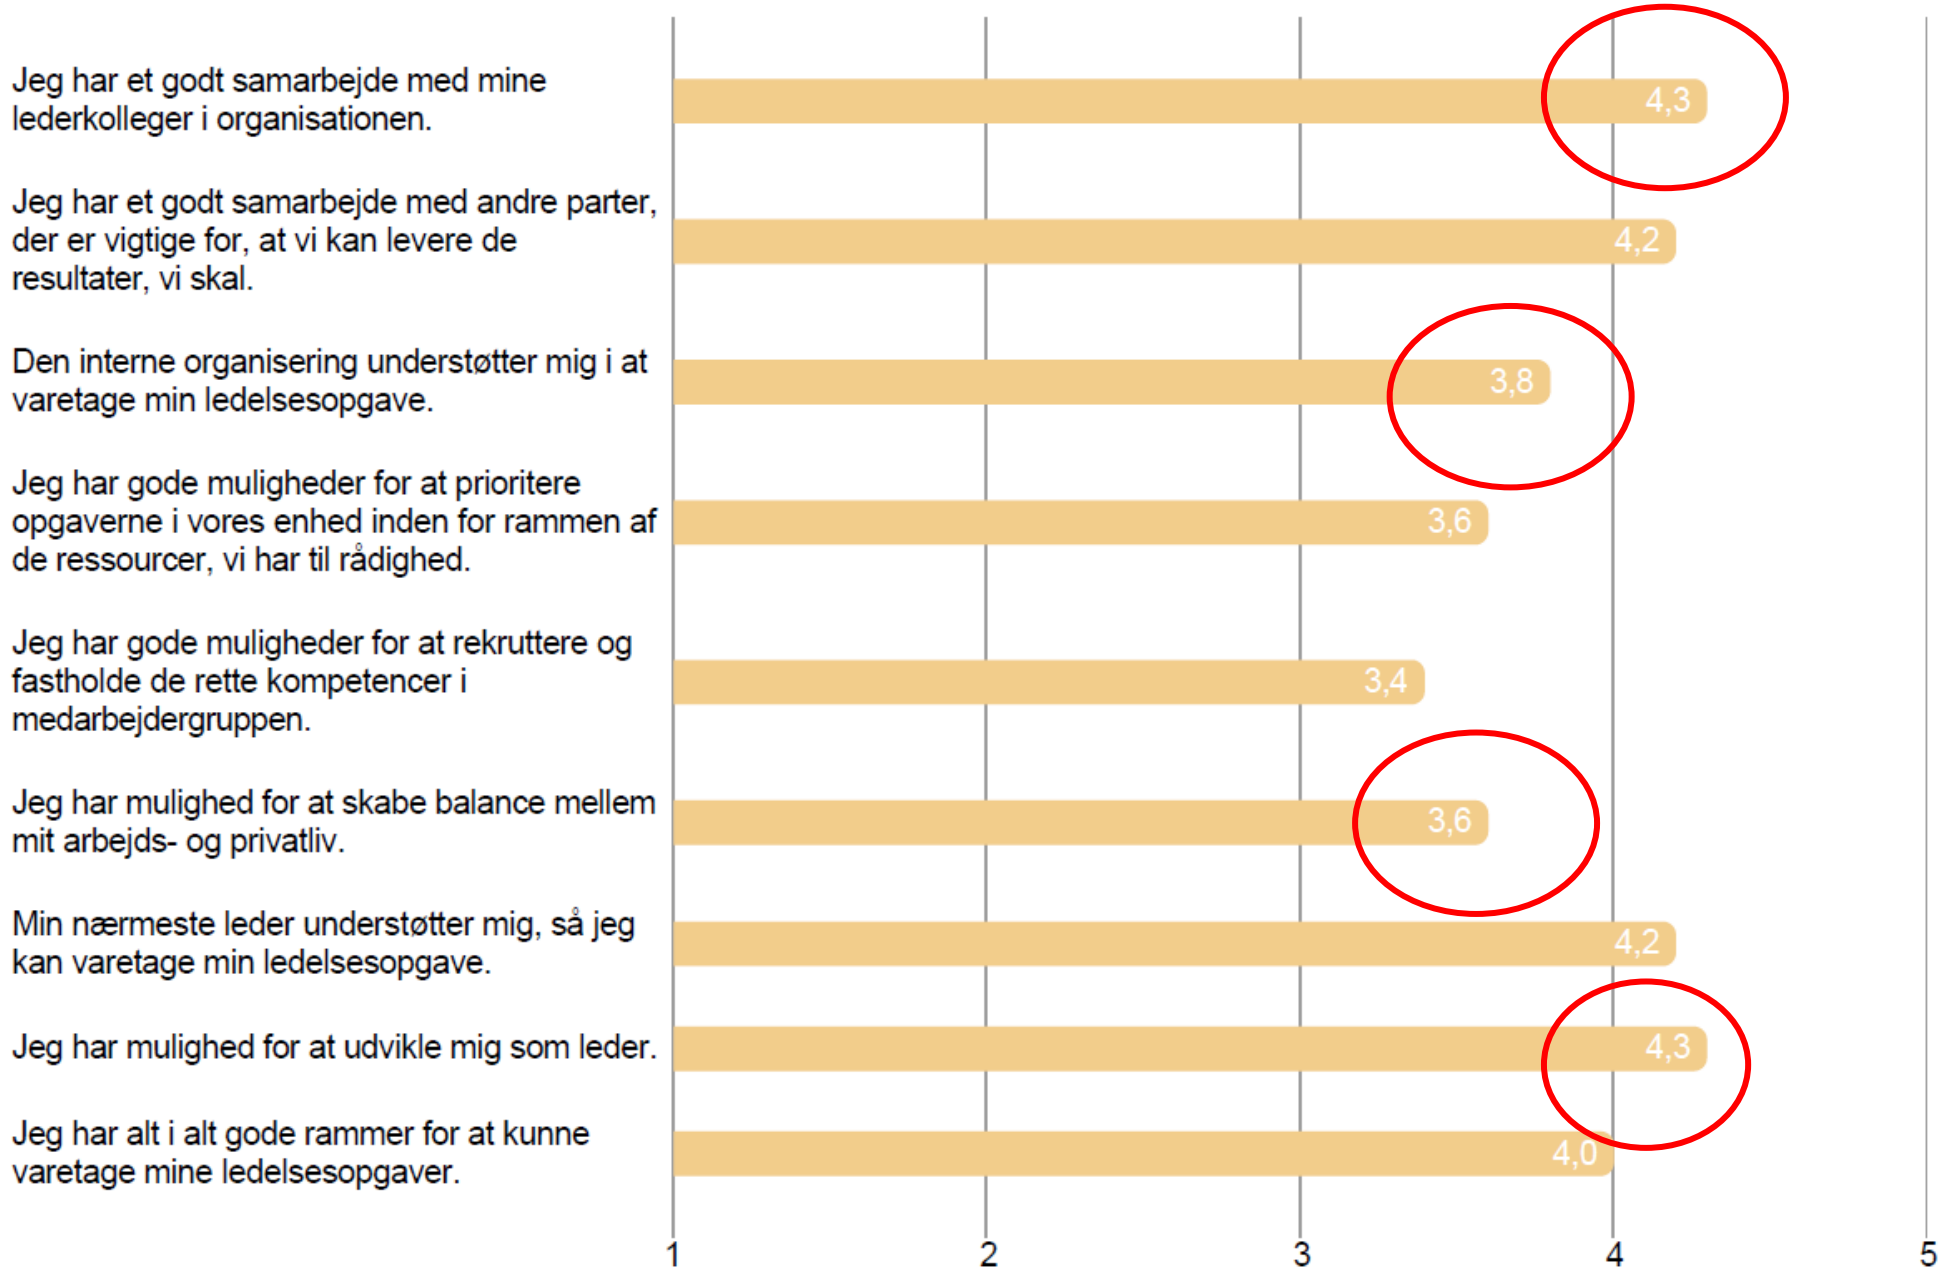 Jeg har et godt samarbejde med mine
lederkolleger i organisationen.
4,3
Jeg har et godt samarbejde med andre parter,
der er vigtige for, at vi kan levere de
resultater, vi skal.
4,2
Den interne organisering understøtter mig i at
varetage min ledelsesopgave.
3,8
Jeg har gode muligheder for at prioritere
opgaverne i vores enhed inden for rammen af
de ressourcer, vi har til rådighed.
3,6
Jeg har gode muligheder for at rekruttere og
fastholde de rette kompetencer i
medarbejdergruppen.
3,4
Jeg har mulighed for at skabe balance mellem
mit arbejds- og privatliv.
3,6
Min nærmeste leder understøtter mig, så jeg
kan varetage min ledelsesopgave.
4,2
Jeg har mulighed for at udvikle mig som leder.
4,3
Jeg har alt i alt gode rammer for at kunne
varetage mine ledelsesopgaver.
4,0
1 2 3 4 5